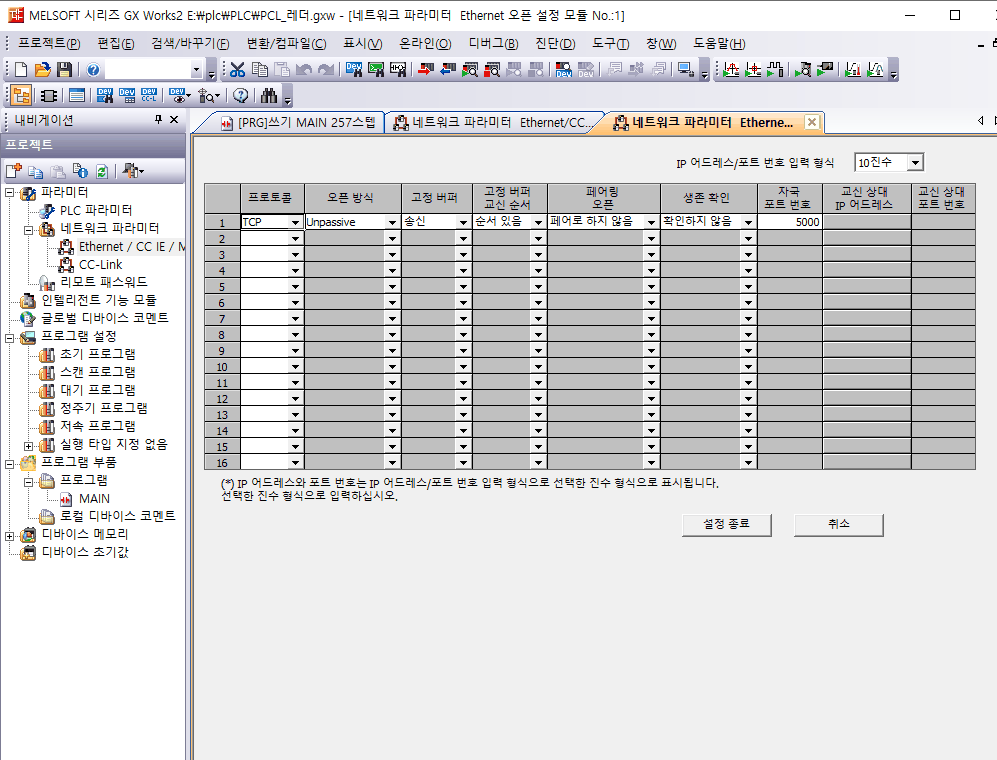 MELSOFT 시리즈 GX Works2 E:₩plc₩PLC₩PCL_레더.gxw - [네트워크 파라미터 Ethernet 오픈 설정 모듈 No.:1]
프로젝트(P) 편집(E) 검색/바꾸기(F) 변환/컴파일(C) 표시(V) 온라인(O) 디버그(B) 진단(D) 도구(T) 창(W) 도움말(H)
내비게이션
[PRG]쓰기 MAIN 257스텝
네트워크 파라미터 Ethernet/CC...
네트워크 파라미터 Etherne...
프로젝트
파라미터
PLC 파라미터
네트워크 파라미터
Ethernet / CC IE / M
CC-Link
리모트 패스워드
인텔리전트 기능 모듈
글로벌 디바이스 코멘트
프로그램 설정
초기 프로그램
스캔 프로그램
대기 프로그램
정주기 프로그램
저속 프로그램
실행 타입 지정 없음
프로그램 부품
프로그램
MAIN
로컬 디바이스 코멘트
디바이스 메모리
디바이스 초기값
IP 어드레스/포트 번호 입력 형식 10진수
프로토콜 오픈 방식 고정 버퍼 고정 버퍼 교신 순서 페어링 오픈 생존 확인 자국 포트 번호 교신 상대 IP 어드레스 교신 상대 포트 번호
1 TCP Unpassive 송신 순서 있음 페어로 하지 않음 확인하지 않음 5000
2
3
4
5
6
7
8
9
10
11
12
13
14
15
16
(*) IP 어드레스와 포트 번호는 IP 어드레스/포트 번호 입력 형식으로 선택한 진수 형식으로 표시됩니다.
선택한 진수 형식으로 입력하십시오.
설정 종료 취소